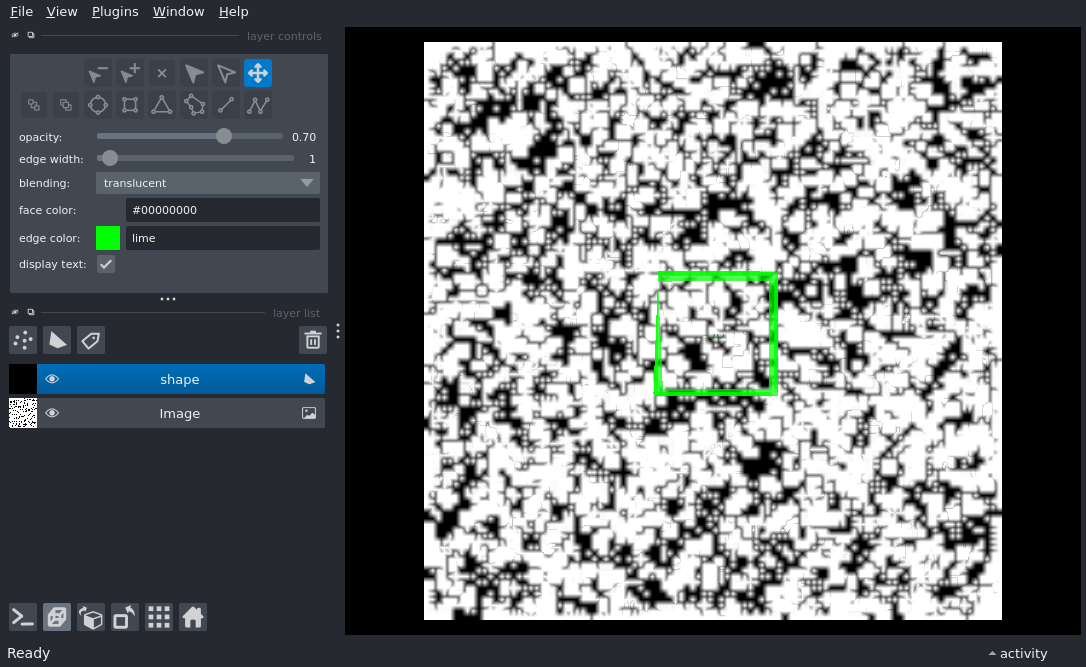 File View Plugins Window Help
layer controls
opacity: 0.70
edge width: 1
blending: translucent
face color: #00000000
edge color: lime
display text:
layer list
shape
Image
Ready activity